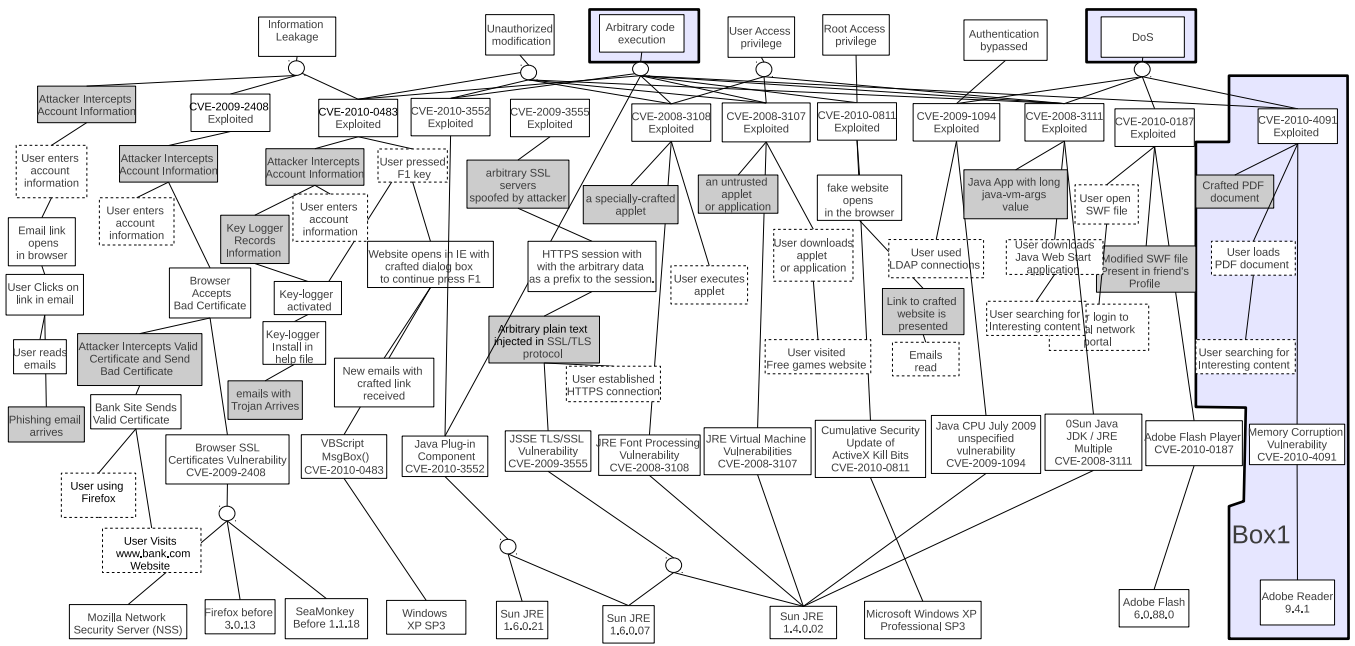 Information
Leakage
Unauthorized
modification
Arbitrary code
execution
User Access
privilege
Root Access
privilege
Authentication
bypassed
DoS
Attacker Intercepts
Account Information
CVE-2009-2408
Exploited
CVE-2010-0483
Exploited
CVE-2010-3552
Exploited
CVE-2009-3555
Exploited
CVE-2008-3108
Exploited
CVE-2008-3107
Exploited
CVE-2010-0811
Exploited
CVE-2009-1094
Exploited
CVE-2008-3111
Exploited
CVE-2010-0187
Exploited
CVE-2010-4091
Exploited
User enters
account
information
Attacker Intercepts
Account Information
Attacker Intercepts
Account Information
User pressed
F1 key
arbitrary SSL
servers
spoofed by attacker
a specially-crafted
applet
an untrusted
applet
or application
fake website
opens
in the browser
Java App with long
java-vm-args
value
User open
SWF file
Crafted PDF
document
User enters
account
information
Key Logger
Records
Information
User enters
account
information
Email link
opens
in browser
Website opens in IE with
crafted dialog box
to continue press F1
HTTPS session with
with the arbitrary data
as a prefix to the session.
User executes
applet
User downloads
applet
or application
User used
LDAP connections
User downloads
Java Web Start
application
Modified SWF file
Present in friend's
Profile
User loads
PDF document
User Clicks on
link in email
Browser
Accepts
Bad Certificate
Key-logger
activated
Link to crafted
website is
presented
User searching for
Interesting content
login to
al network
portal
User reads
emails
Attacker Intercepts Valid
Certificate and Send
Bad Certificate
Key-logger
Install in
help file
Arbitrary plain text
injected in SSL/TLS
protocol
User visited
Free games website
Emails
read
User searching for
Interesting content
New emails with
crafted link
received
User established
HTTPS connection
emails with
Trojan Arrives
Phishing email
arrives
Bank Site Sends
Valid Certificate
Browser SSL
Certificates Vulnerability
CVE-2009-2408
VBScript
MsgBox()
CVE-2010-0483
Java Plug-in
Component
CVE-2010-3552
JSSE TLS/SSL
Vulnerability
CVE-2009-3555
JRE Font Processing
Vulnerability
CVE-2008-3108
JRE Virtual Machine
Vulnerabilities
CVE-2008-3107
Cumulative Security
Update of
ActiveX Kill Bits
CVE-2010-0811
Java CPU July 2009
unspecified
vulnerability
CVE-2009-1094
0Sun Java
JDK / JRE
Multiple
CVE-2008-3111
Adobe Flash Player
CVE-2010-0187
Memory Corruption
Vulnerability
CVE-2010-4091
User using
Firefox
User Visits
www.bank.com
Website
Box1
Mozilla Network
Security Server (NSS)
Firefox before
3.0.13
SeaMonkey
Before 1.1.18
Windows
XP SP3
Sun JRE
1.6.0.21
Sun JRE
1.6.0.07
Sun JRE
1.4.0.02
Microsoft Windows XP
Professional SP3
Adobe Flash
6.0.88.0
Adobe Reader
9.4.1